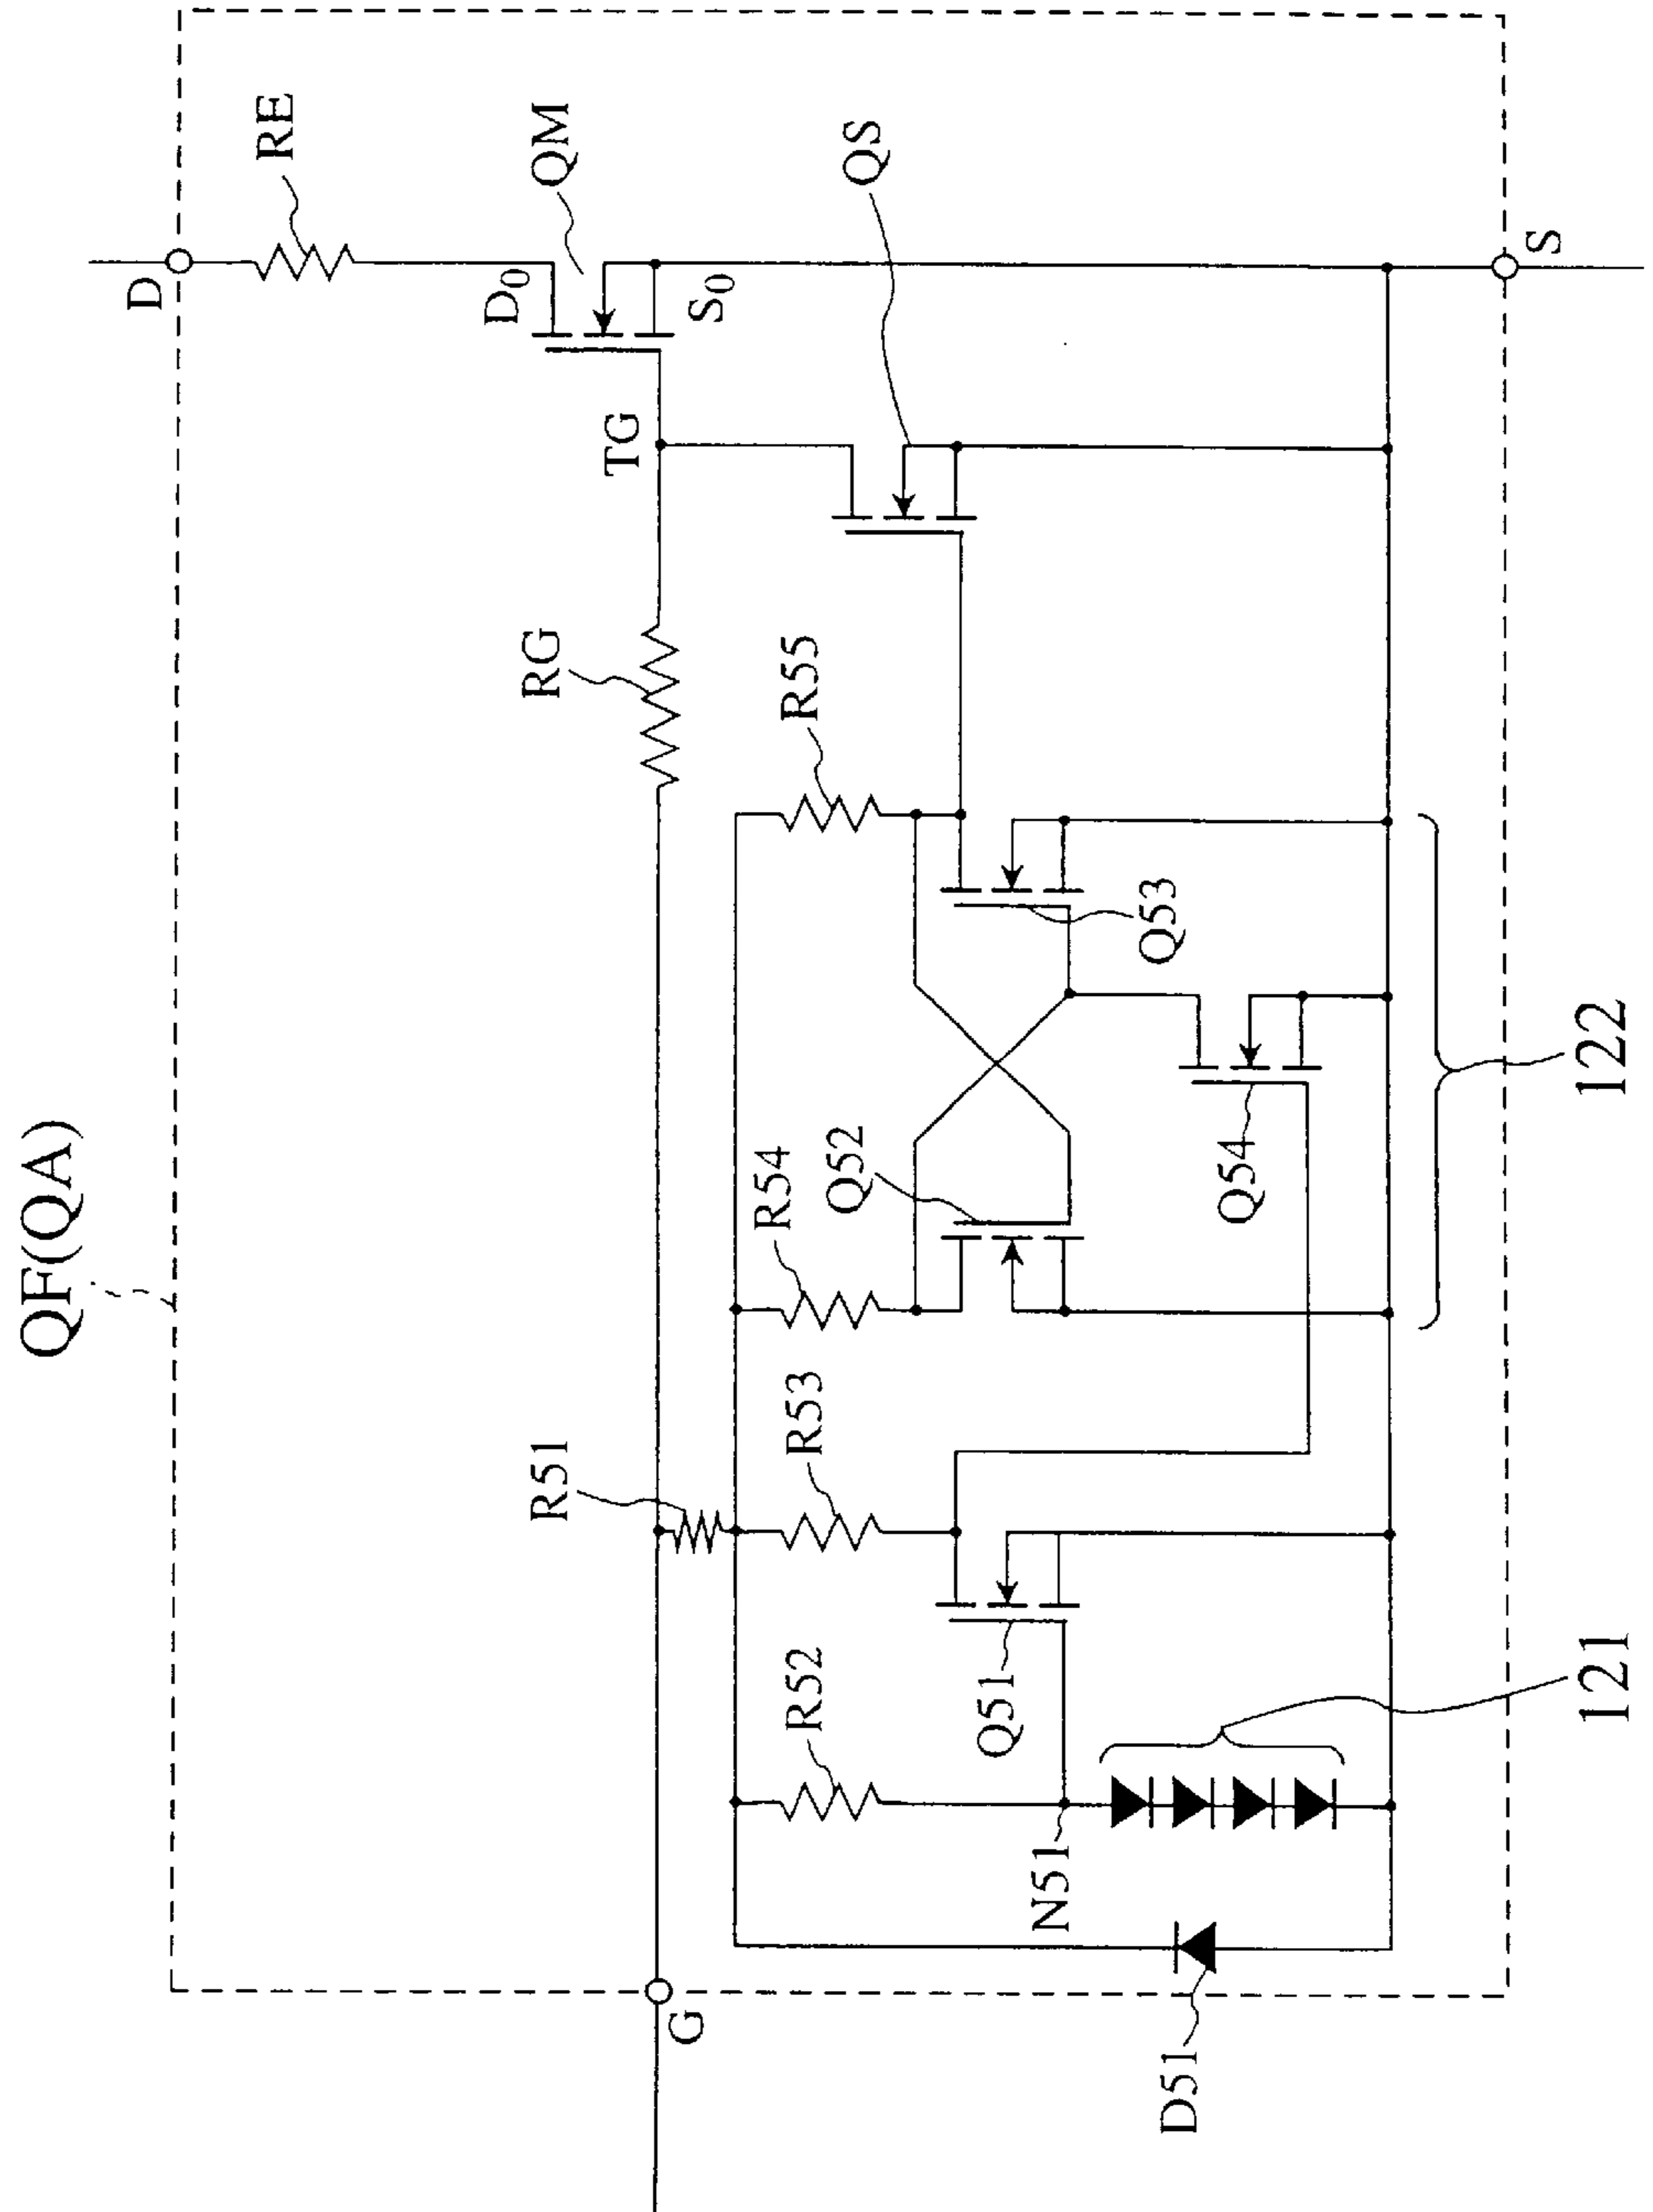 QF(QA)
D
RE
D0
QM
S0
TG
QS
RG
R51
R55
R54
Q52
R53
Q53
R52
Q51
Q54
N51
G
D51
S
121
122